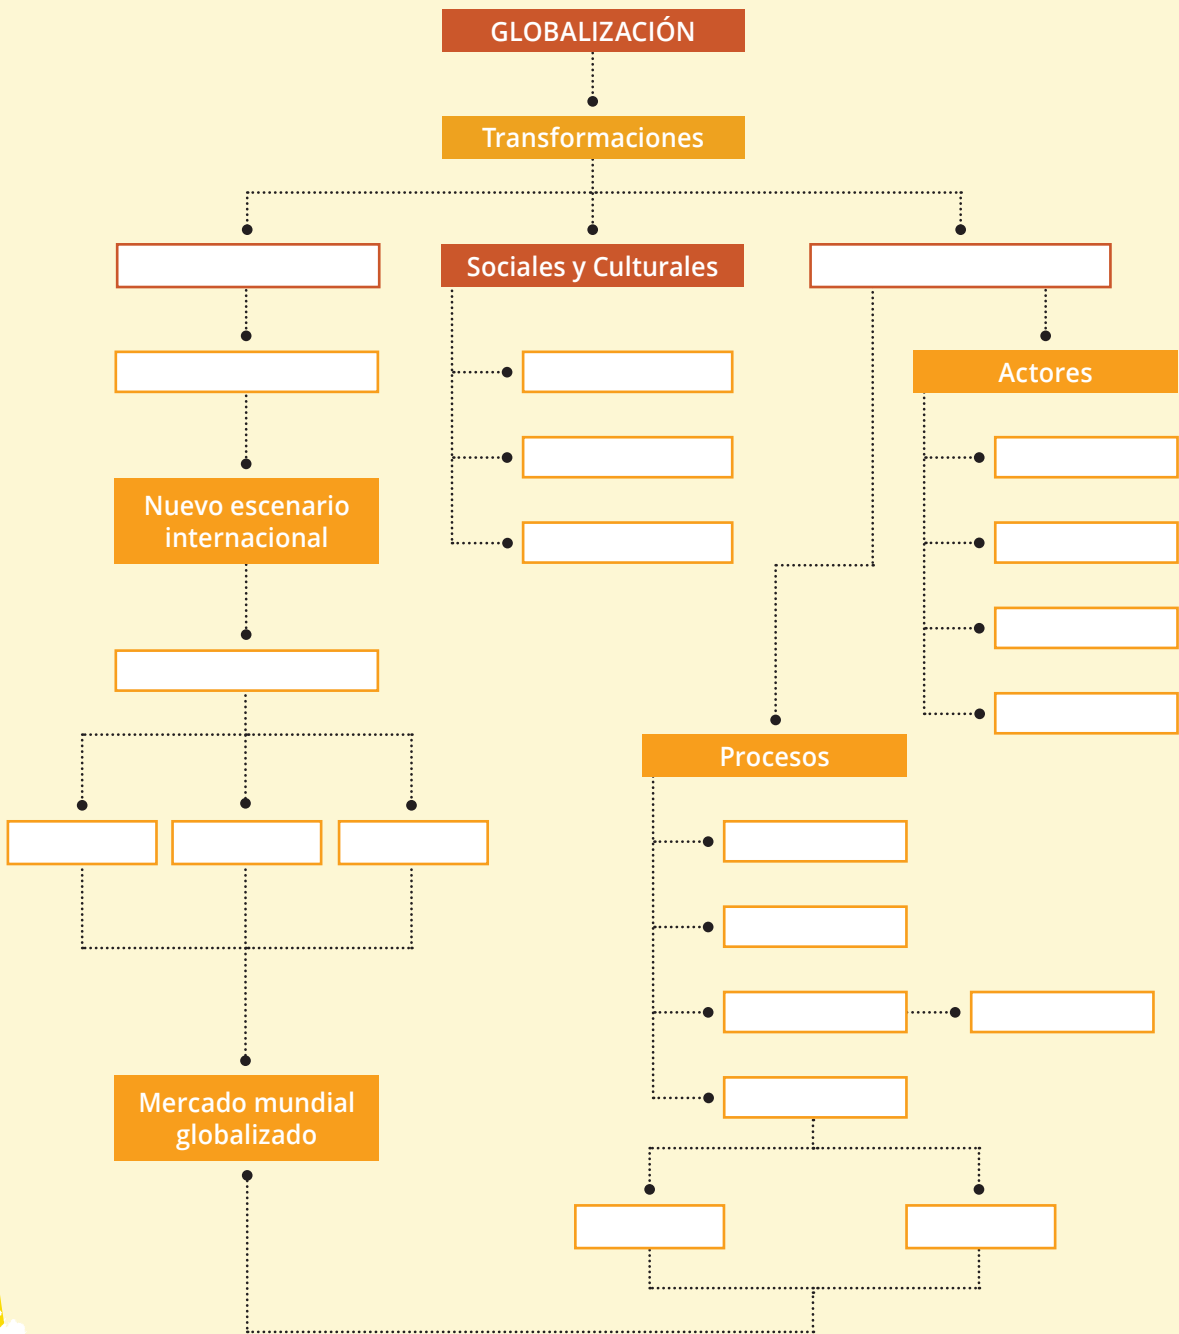 GLOBALIZACIÓN
Transformaciones
Sociales y Culturales
Actores
Nuevo escenario
internacional
Procesos
Mercado mundial
globalizado